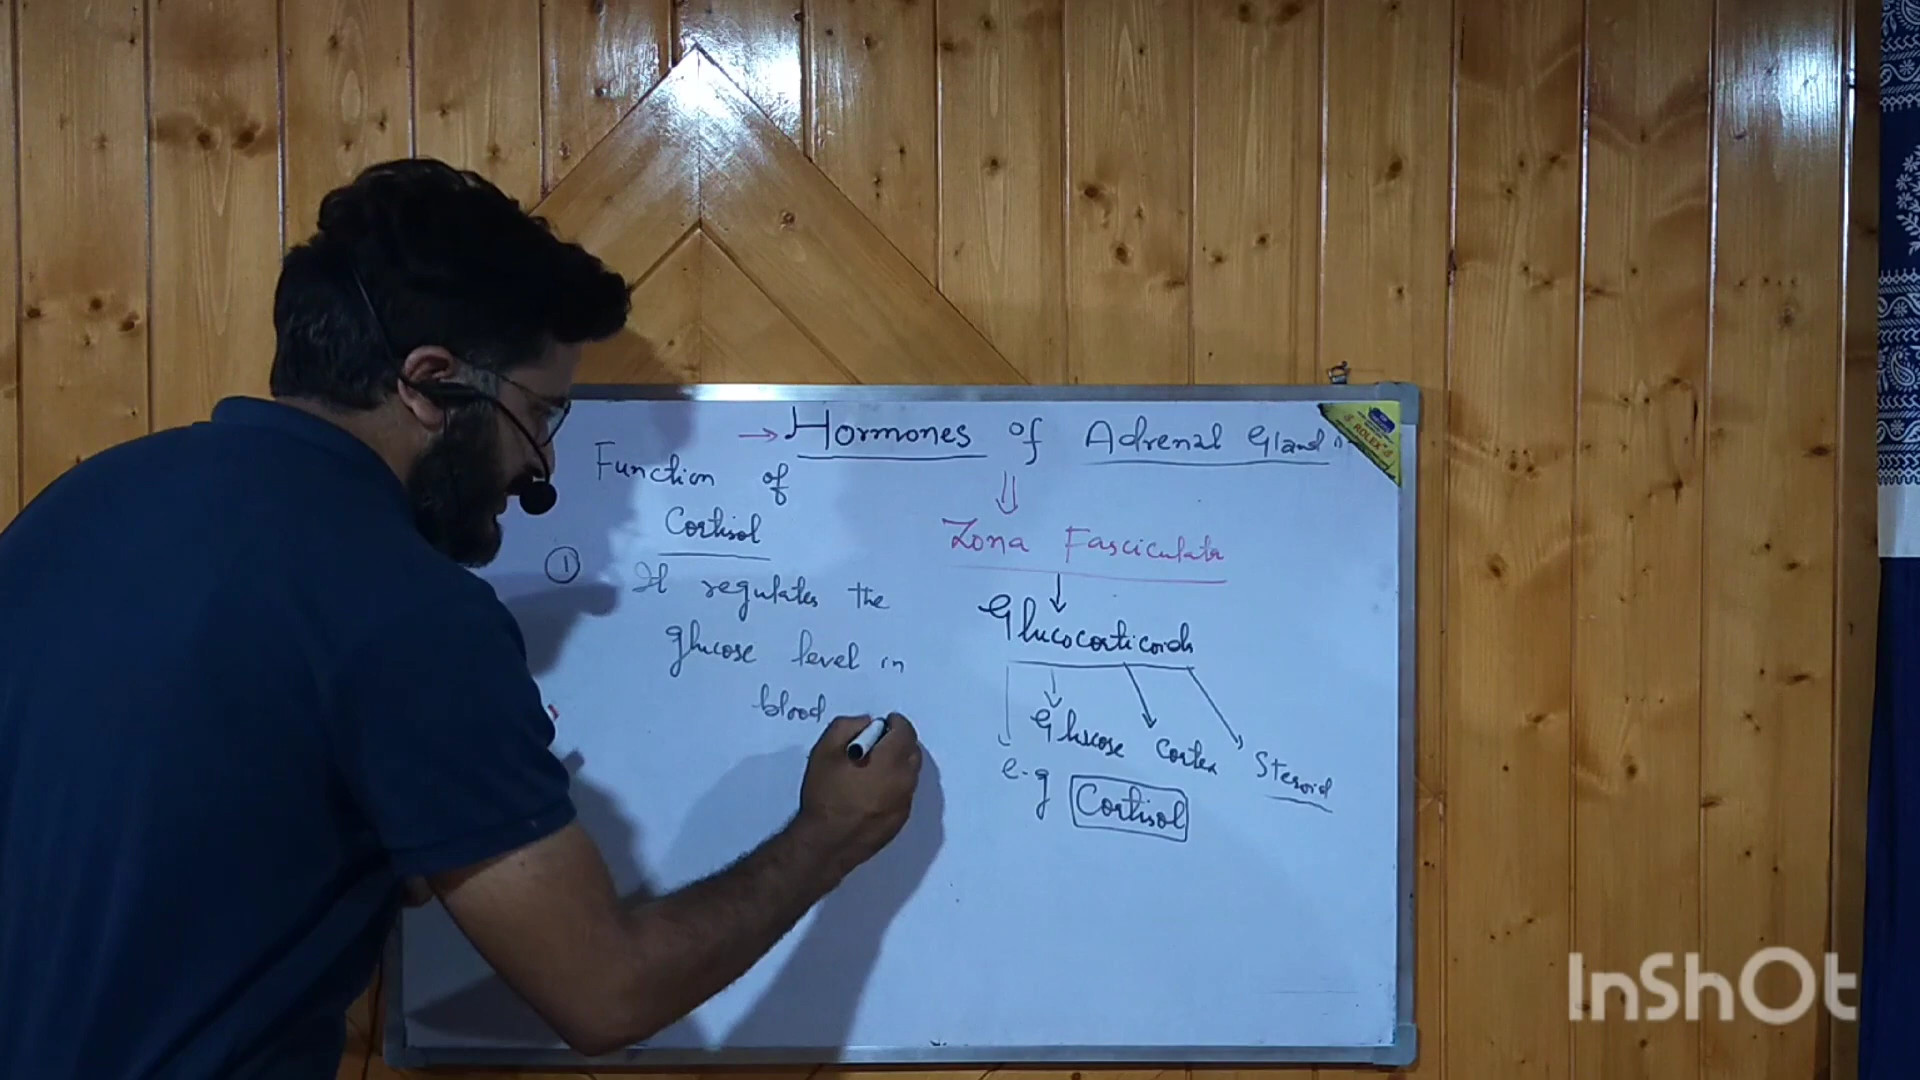 → Hormones of Adrenal Gland
ROLEX
Function of
Cortisol
① It regulates the
glucose level in
blood
⇓
Zona Fasciculata
Glucocorticoids
Glucose Cortex Steroid
e.g Cortisol
InShOt